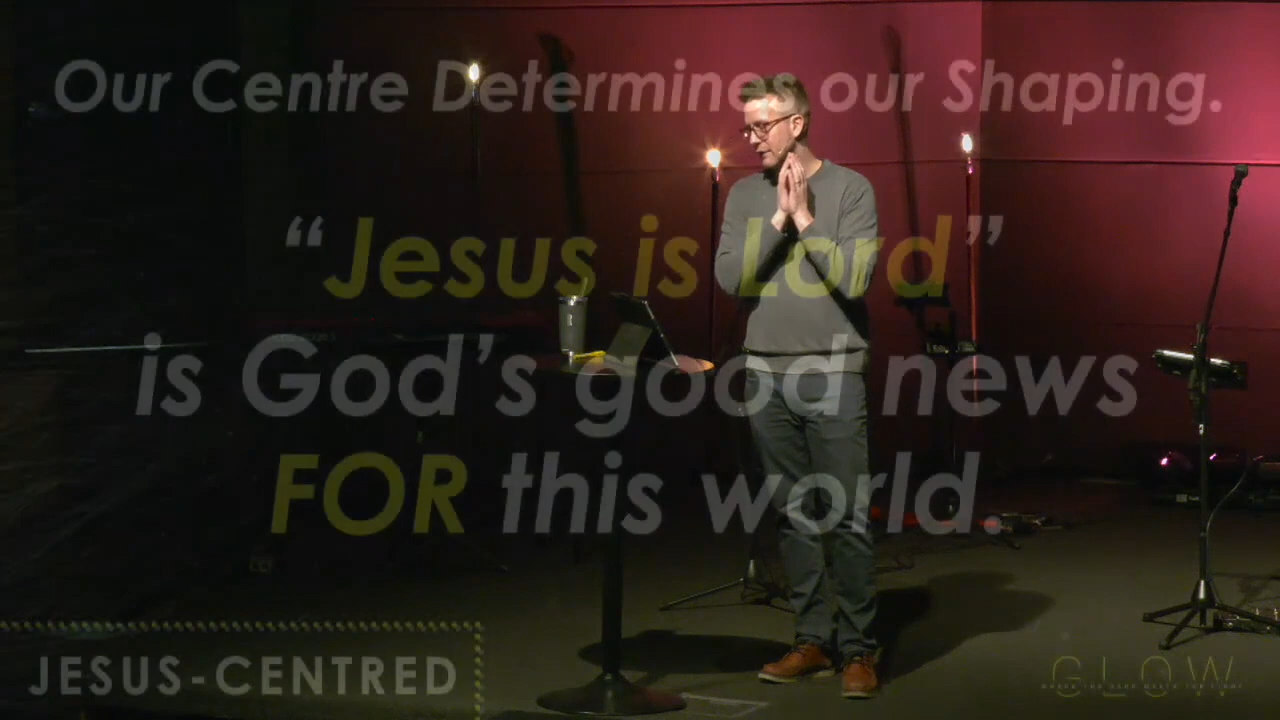 Our Centre Determines our Shaping.
“Jesus is Lord”
is God’s good news
FOR this world.
JESUS-CENTRED
GLOW